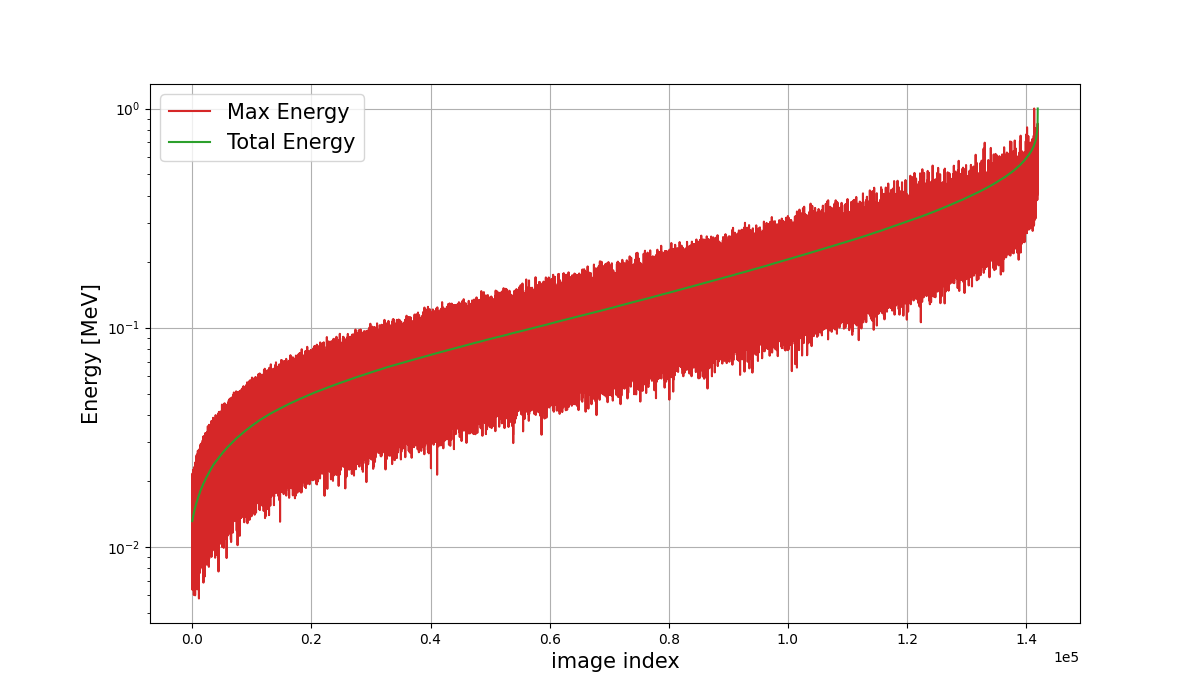 Max Energy
Total Energy
Energy [MeV]
10⁰
10⁻¹
10⁻²
0.0 0.2 0.4 0.6 0.8 1.0 1.2 1.4
1e5
image index